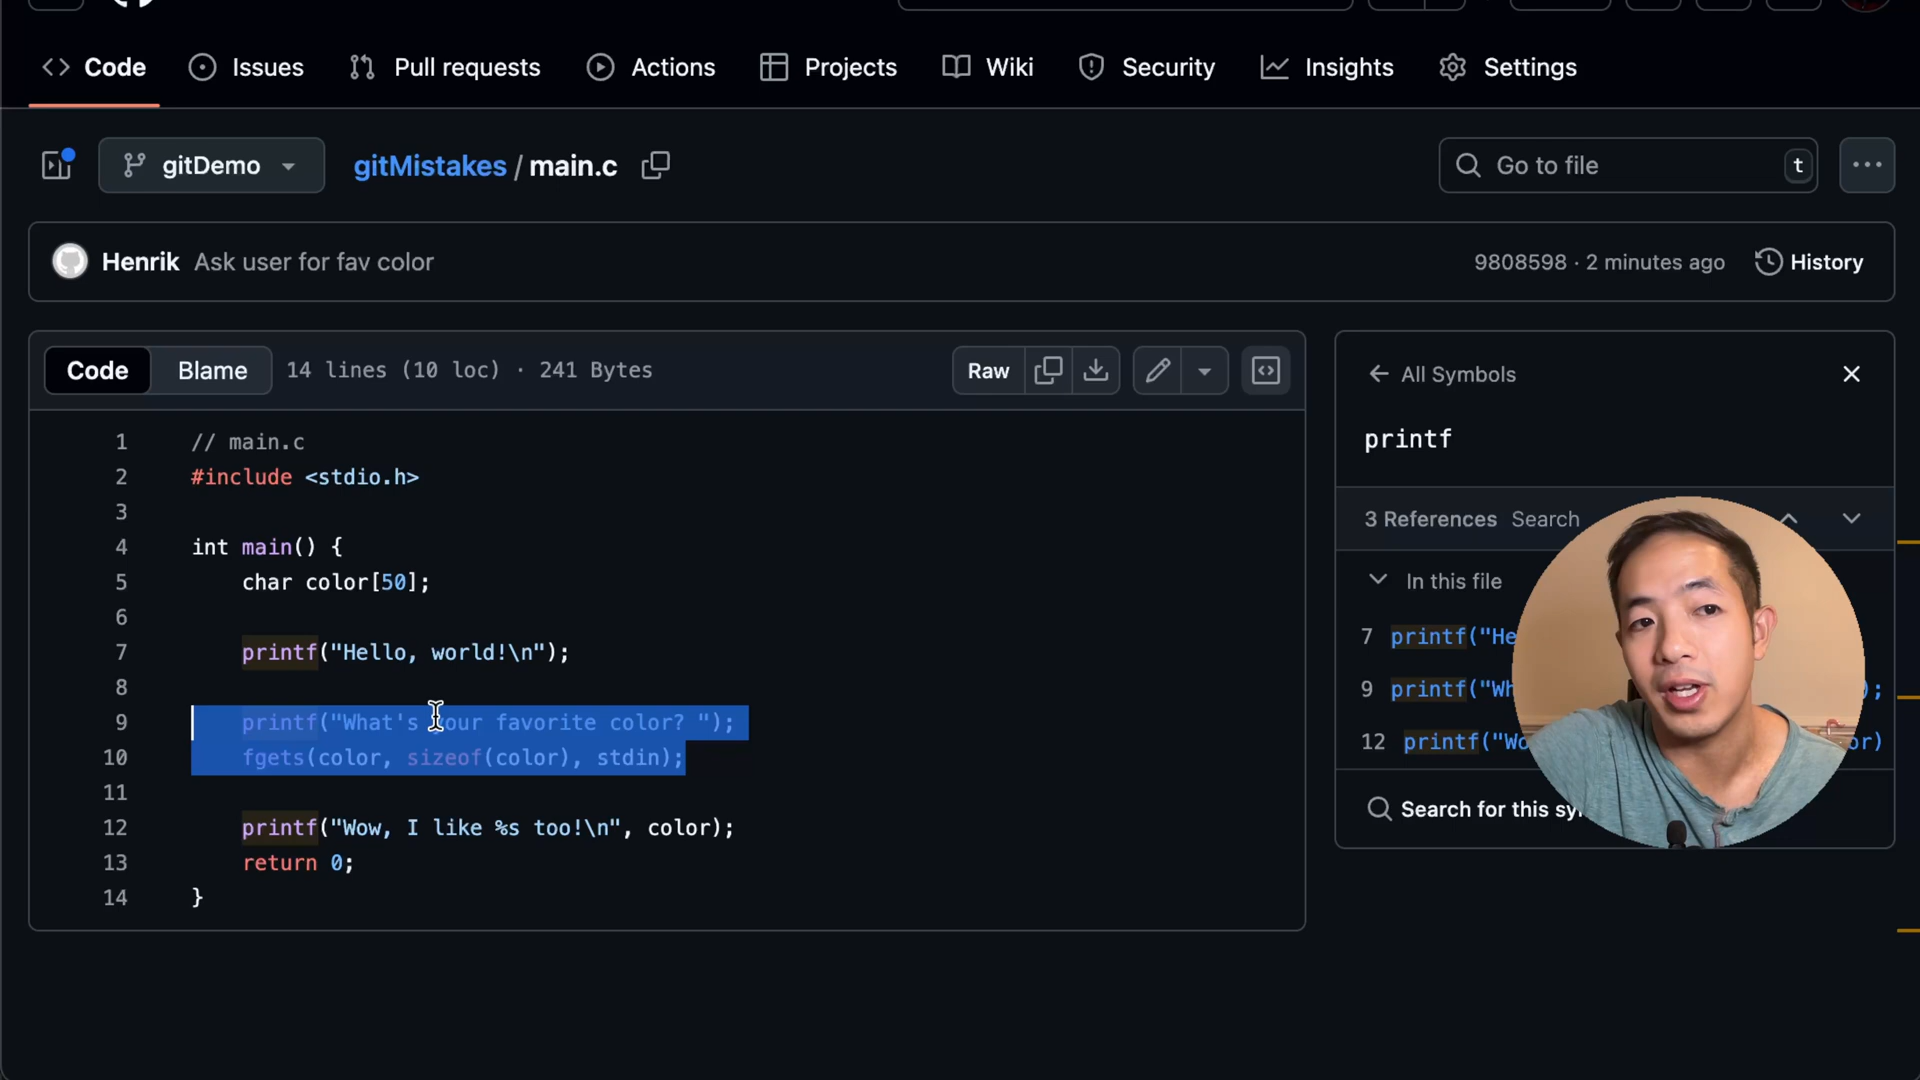 Code Issues Pull requests Actions Projects Wiki Security Insights Settings
gitDemo gitMistakes / main.c Go to file t
Henrik Ask user for fav color 9808598 · 2 minutes ago History
Code Blame 14 lines (10 loc) · 241 Bytes Raw
1 // main.c
2 #include <stdio.h>
3
4 int main() {
5 char color[50];
6
7 printf("Hello, world!\n");
8
9 printf("What's your favorite color? ");
10 fgets(color, sizeof(color), stdin);
11
12 printf("Wow, I like %s too!\n", color);
13 return 0;
14 }
All Symbols
printf
3 References Search
In this file
7 printf("He
9 printf("Wh );
12 printf("Wo or)
Search for this